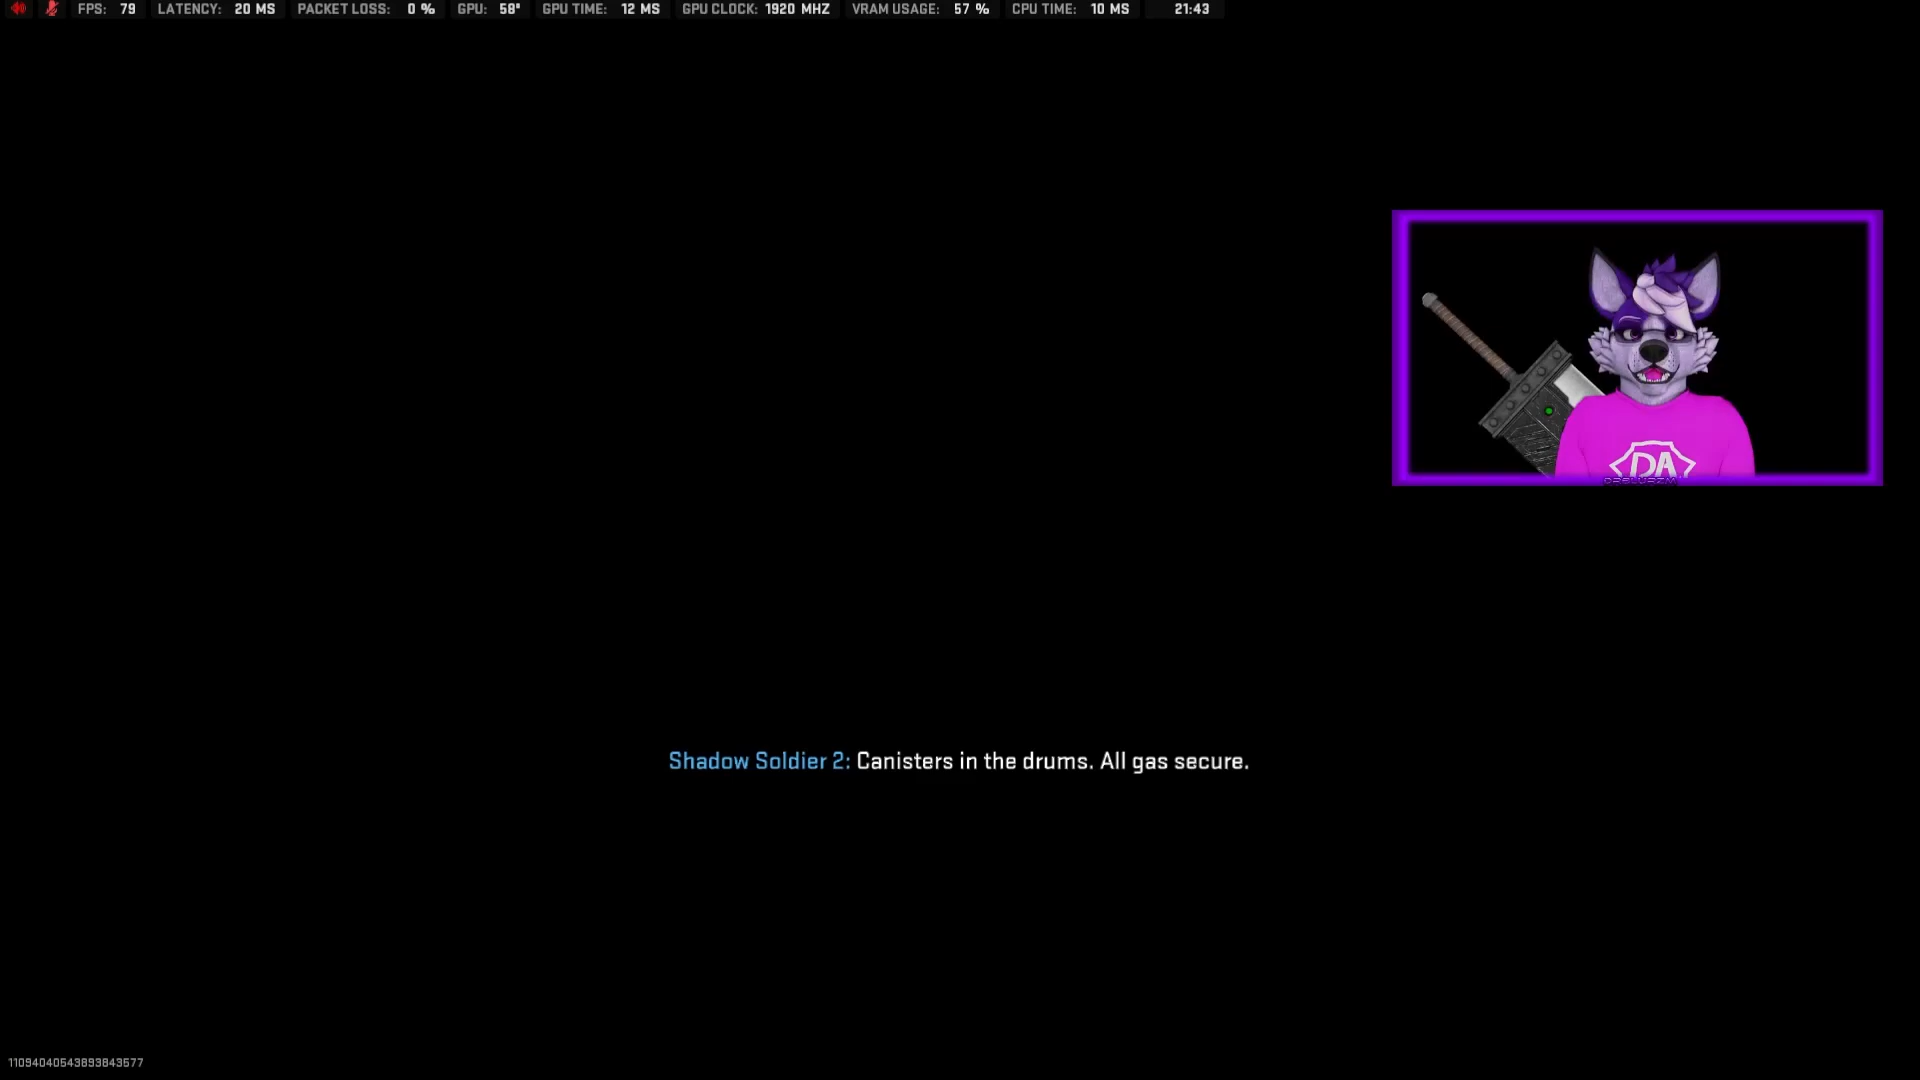 FPS: 79 LATENCY: 20 MS PACKET LOSS: 0 % GPU: 58° GPU TIME: 12 MS GPU CLOCK: 1920 MHZ VRAM USAGE: 57 % CPU TIME: 10 MS 21:43
DA
Shadow Soldier 2: Canisters in the drums. All gas secure.
11094040543893843577